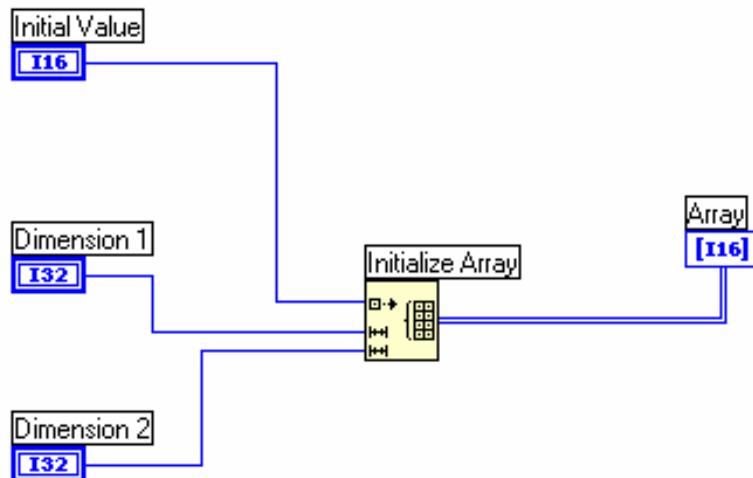 Initial Value
I16
Dimension 1
I32
Initialize Array
Array
[I16]
Dimension 2
I32